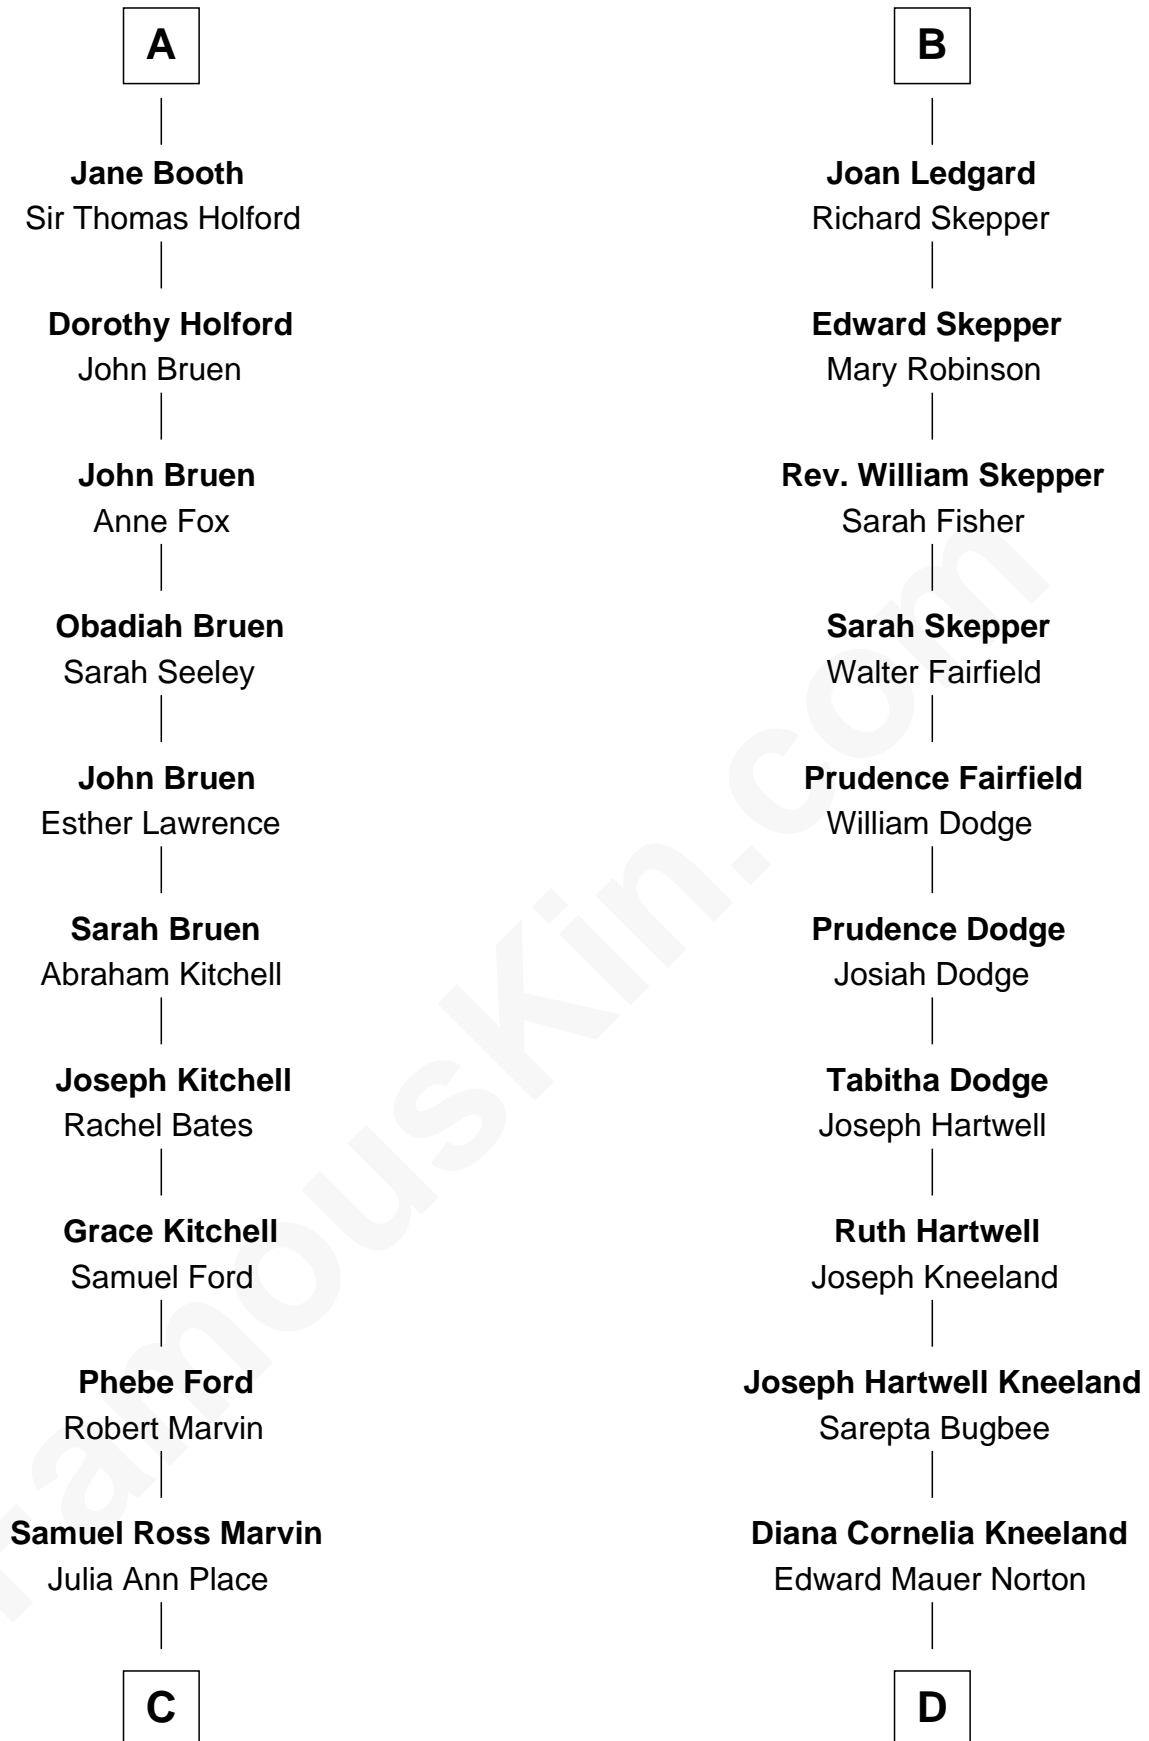 A
Jane Booth
Sir Thomas Holford
Dorothy Holford
John Bruen
John Bruen
Anne Fox
Obadiah Bruen
Sarah Seeley
John Bruen
Esther Lawrence
Sarah Bruen
Abraham Kitchell
Joseph Kitchell
Rachel Bates
Grace Kitchell
Samuel Ford
Phebe Ford
Robert Marvin
Samuel Ross Marvin
Julia Ann Place
C
B
Joan Ledgard
Richard Skepper
Edward Skepper
Mary Robinson
Rev. William Skepper
Sarah Fisher
Sarah Skepper
Walter Fairfield
Prudence Fairfield
William Dodge
Prudence Dodge
Josiah Dodge
Tabitha Dodge
Joseph Hartwell
Ruth Hartwell
Joseph Kneeland
Joseph Hartwell Kneeland
Sarepta Bugbee
Diana Cornelia Kneeland
Edward Mauer Norton
D
FamousKin.com